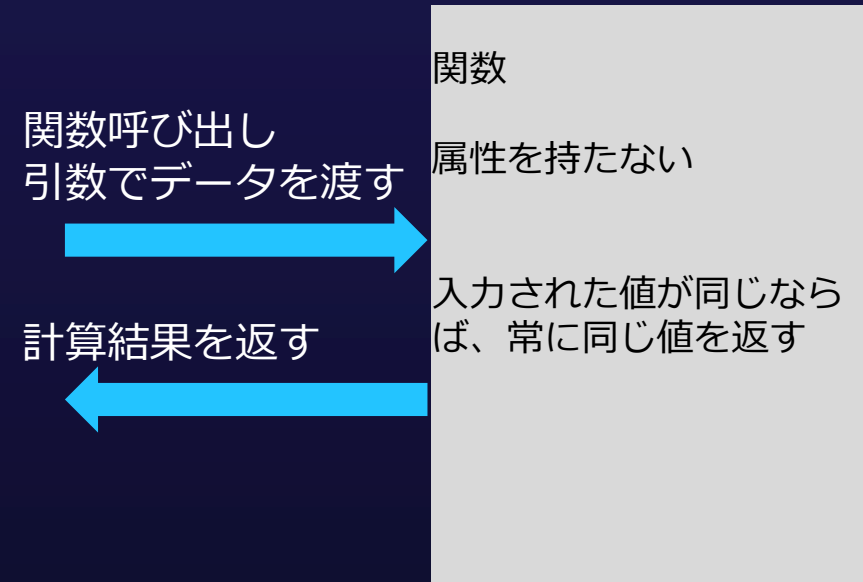 関数呼び出し
引数でデータを渡す
計算結果を返す
関数
属性を持たない
入力された値が同じなら
ば、常に同じ値を返す